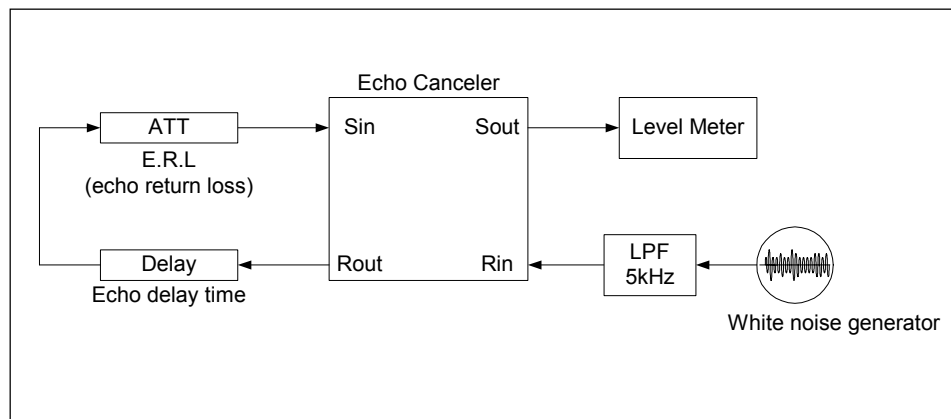 Echo Canceler
ATT
Sin
Sout
Level Meter
E.R.L
(echo return loss)
Delay
Rout
Rin
LPF
5kHz
Echo delay time
White noise generator